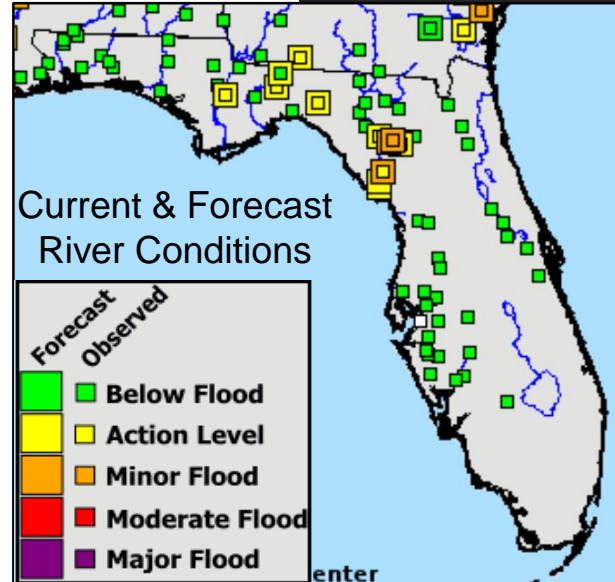 Current & Forecast
River Conditions
Forecast
Observed
Below Flood
Action Level
Minor Flood
Moderate Flood
Major Flood
enter